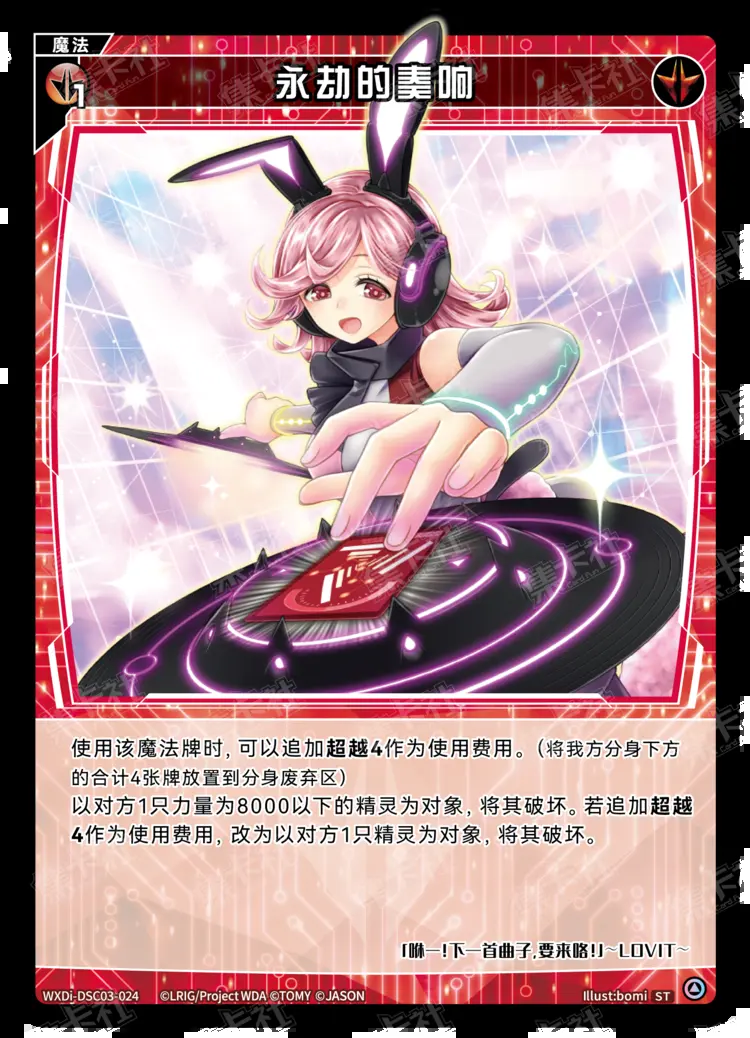 魔法
1
永劫的奏响
使用该魔法牌时, 可以追加超越4作为使用费用。（将我方分身下方
的合计4张牌放置到分身废弃区）
以对方1只力量为8000以下的精灵为对象, 将其破坏。若追加超越
4作为使用费用, 改为以对方1只精灵为对象, 将其破坏。
「咻—!下一首曲子,要来咯!」~LOVIT~
WXDi-DSC03-024 ©LRIG/Project WDA ©TOMY ©JASON Illust:bomi ST
集卡社